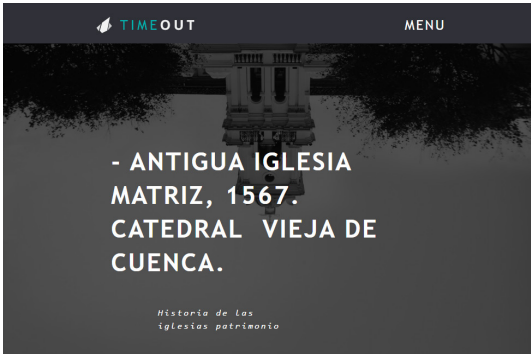 TIMEOUT
MENU
- ANTIGUA IGLESIA
MATRIZ, 1567.
CATEDRAL VIEJA DE
CUENCA.
Historia de las
iglesias patrimonio